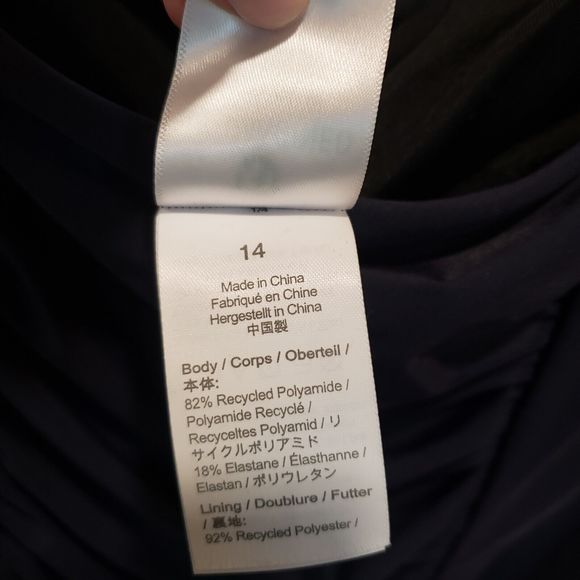 14
Made in China
Fabriqué en Chine
Hergestellt in China
中国製
Body / Corps / Oberteil /
本体:
82% Recycled Polyamide /
Polyamide Recyclé /
Recyceltes Polyamid / リ
サイクルポリアミド
18% Elastane / Élasthanne /
Elastan / ポリウレタン
Lining / Doublure / Futter
/ 裏地:
92% Recycled Polyester /